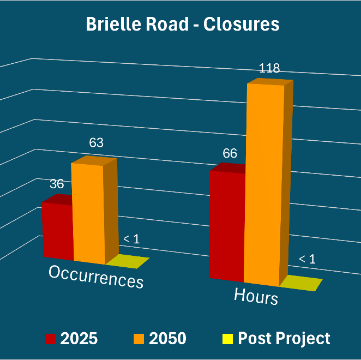 Brielle Road - Closures
118
63
66
36
< 1
< 1
Occurrences
Hours
2025 2050 Post Project